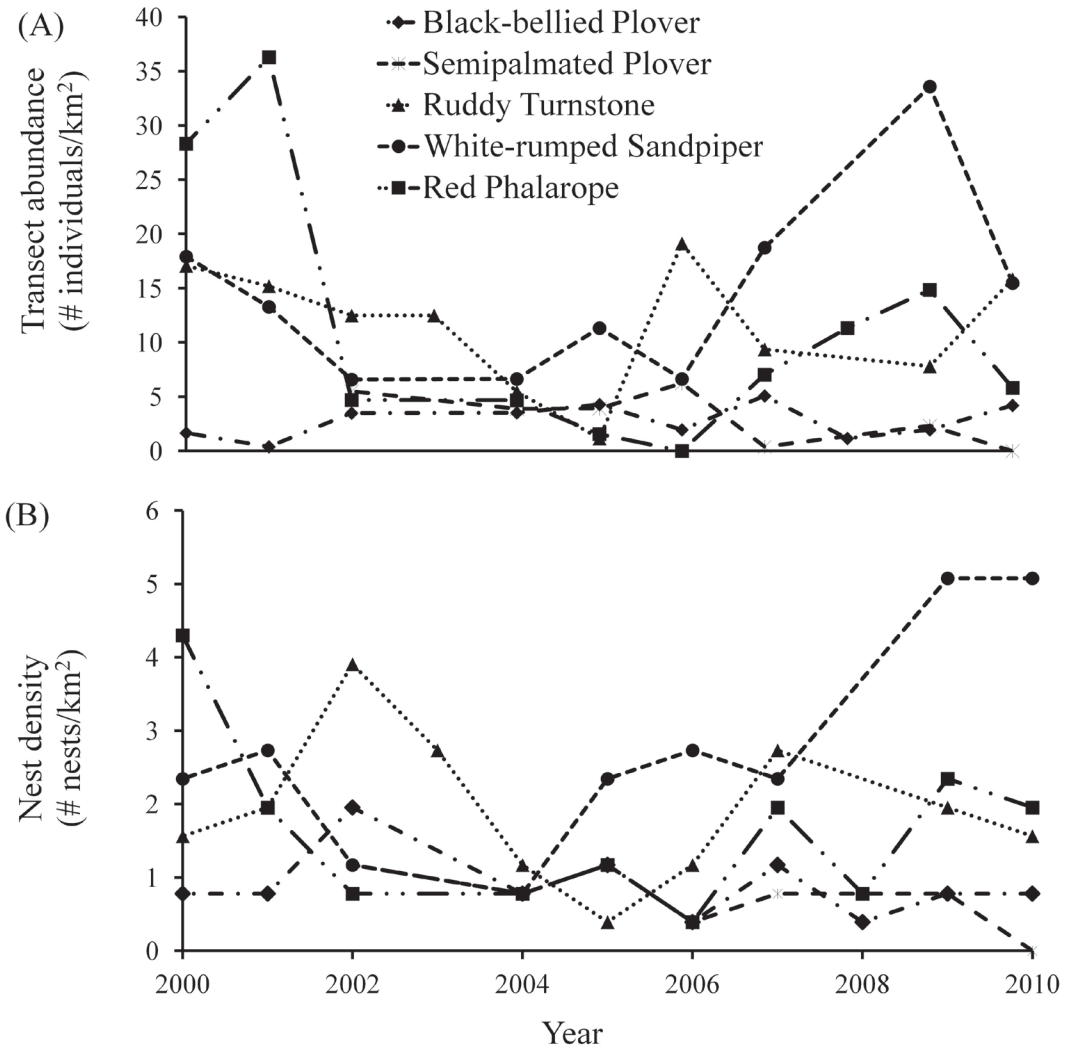 (A)
40
35
30
25
20
15
10
5
0
Transect abundance
(# individuals/km²)
Black-bellied Plover
Semipalmated Plover
Ruddy Turnstone
White-rumped Sandpiper
Red Phalarope
(B)
6
5
4
3
2
1
0
Nest density
(# nests/km²)
2000 2002 2004 2006 2008 2010
Year